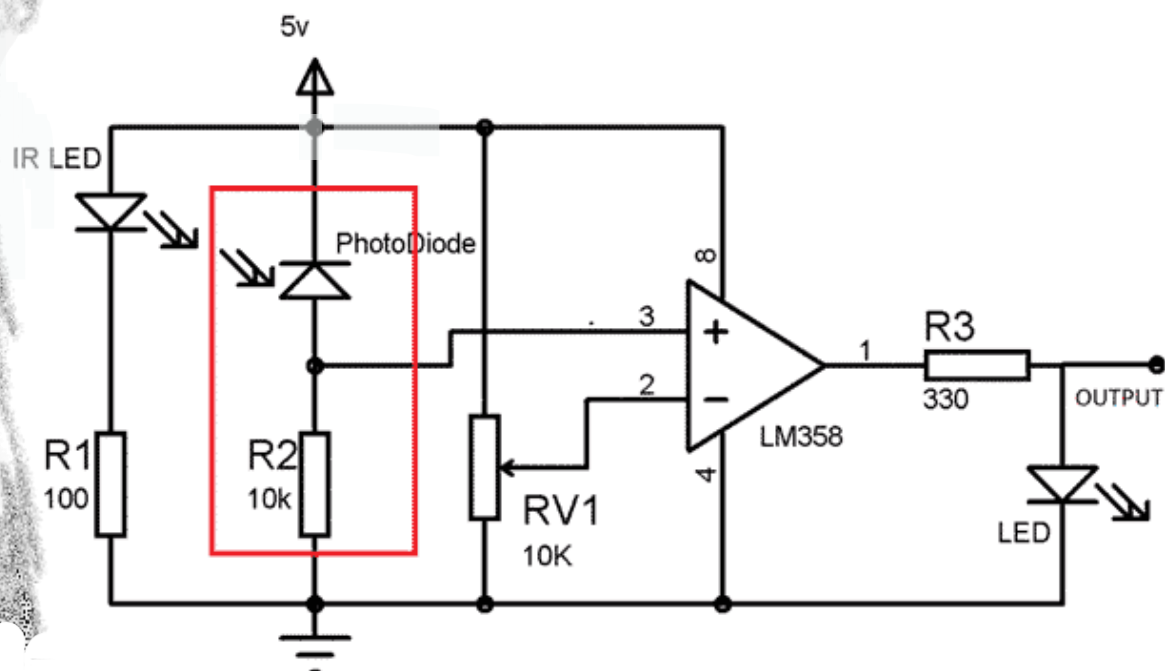 5v
IR LED
PhotoDiode
8
3
+
2
−
1
LM358
4
R3
330
OUTPUT
R1
100
R2
10k
RV1
10K
LED